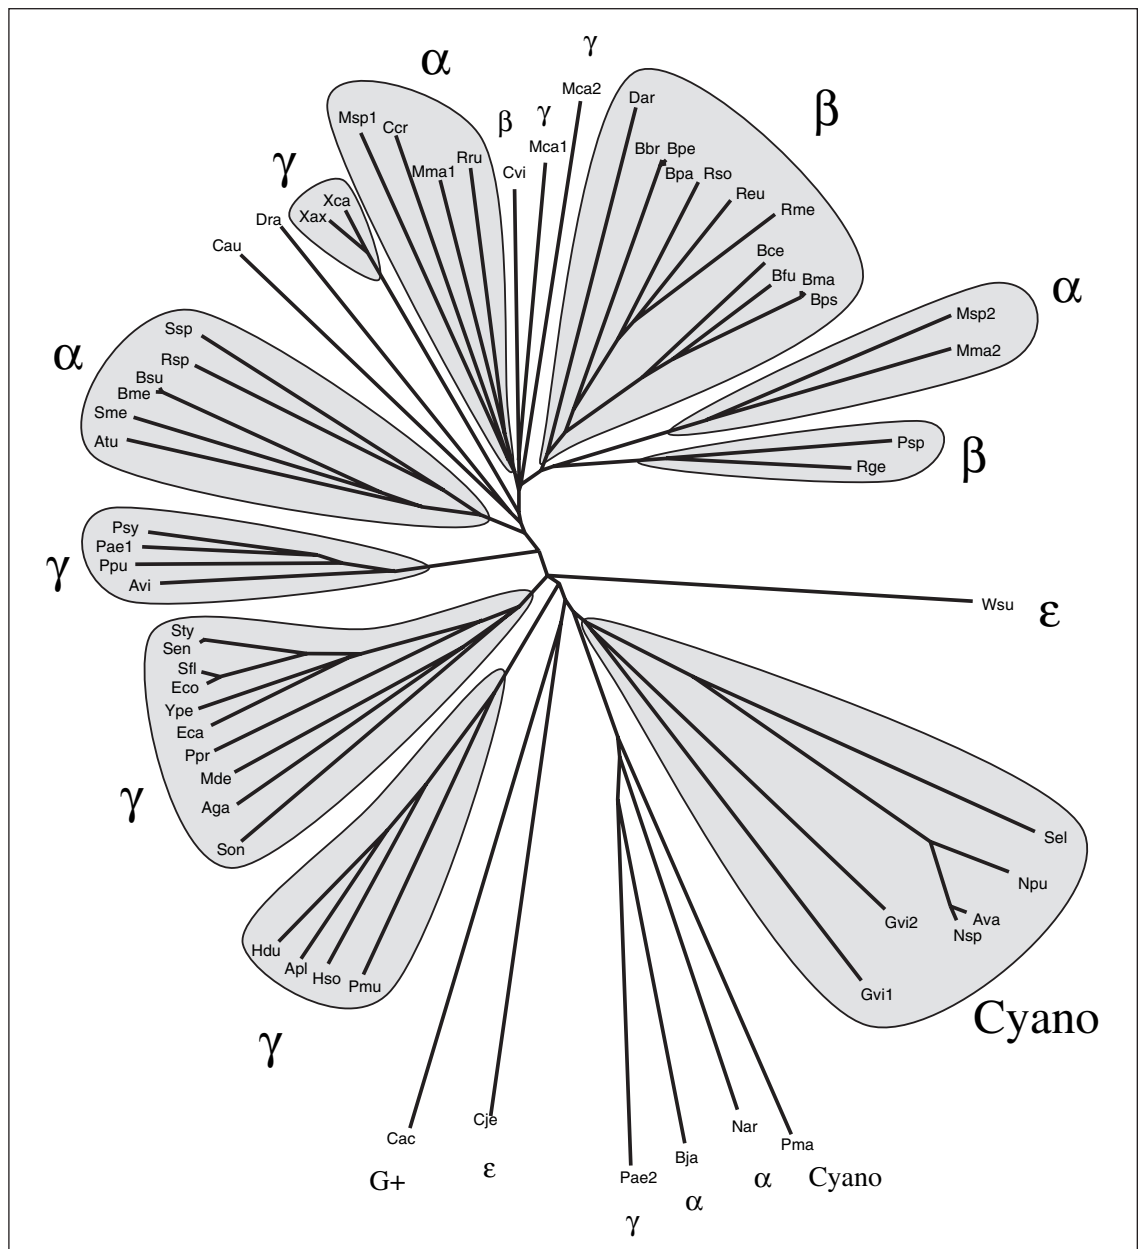 γ
α
Mca2
β
Dar
γ
β
Msp1
Ccr
Mca1
Bbr Bpe
γ
Rru
Mma1
Cvi
Bpa
Rso
Xca
Reu
Xax
Rme
Dra
Cau
Bce
Bfu
Bma
α
Bps
Ssp
Msp2
α
Rsp
Mma2
Bsu
Bme
Sme
Atu
Psp
β
Rge
Psy
Pae1
γ
Ppu
Avi
Wsu
ε
Sty
Sen
Sfl
Eco
Ype
Eca
Ppr
Mde
γ
Aga
Son
Sel
Npu
Ava
Gvi2
Nsp
Hdu
Apl
Hso
Pmu
Gvi1
Cyano
γ
Cje
Cac
Nar
Pma
Bja
G+
ε
Pae2
α
Cyano
α
γ